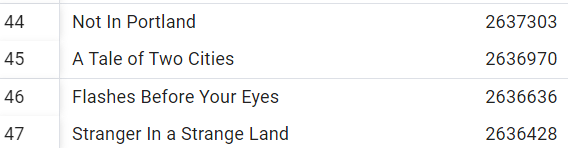 44 Not In Portland 2637303
45 A Tale of Two Cities 2636970
46 Flashes Before Your Eyes 2636636
47 Stranger In a Strange Land 2636428